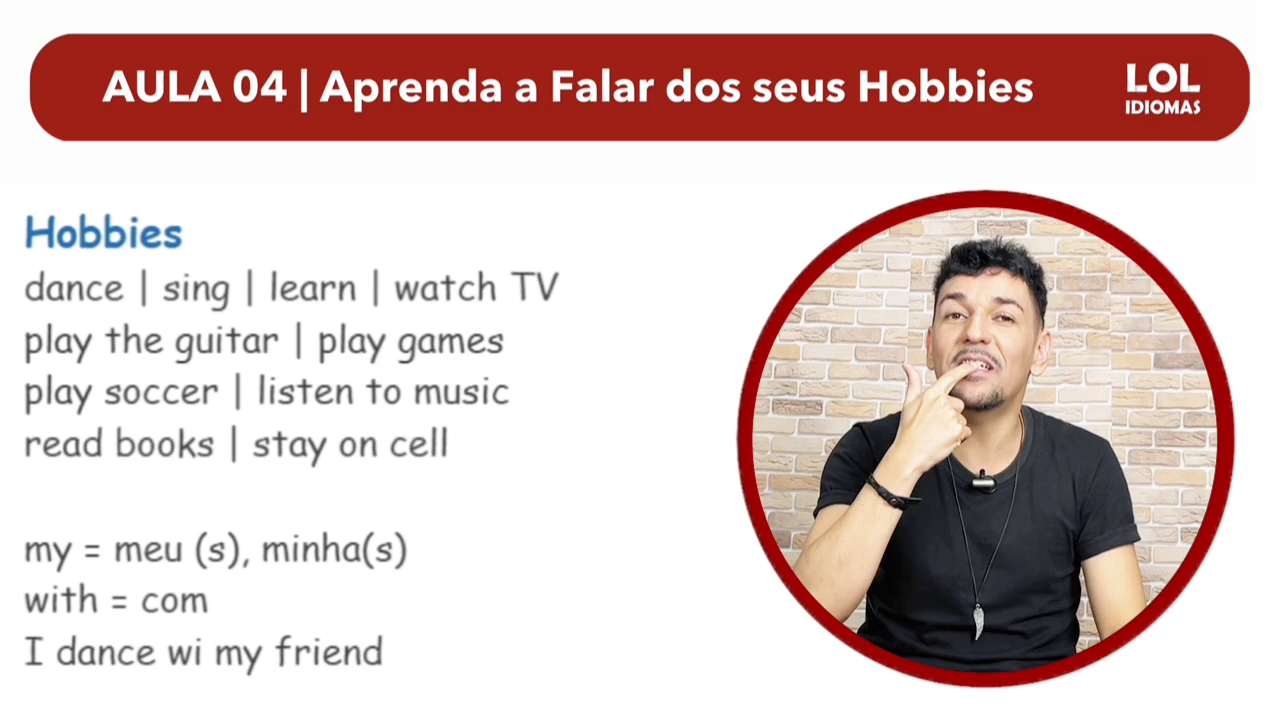 AULA 04 | Aprenda a Falar dos seus Hobbies
LOL
IDIOMAS
Hobbies
dance | sing | learn | watch TV
play the guitar | play games
play soccer | listen to music
read books | stay on cell
my = meu (s), minha(s)
with = com
I dance wi my friend